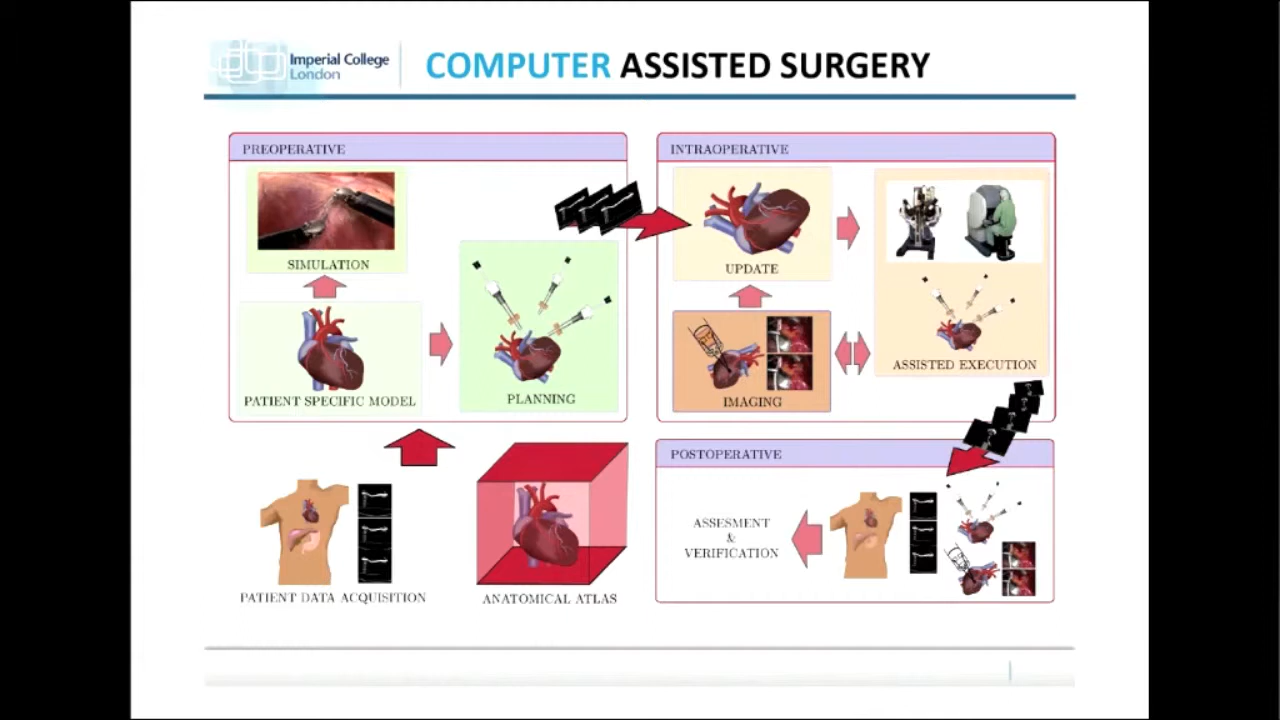 Imperial College
London
COMPUTER ASSISTED SURGERY
PREOPERATIVE
SIMULATION
PATIENT SPECIFIC MODEL
PLANNING
INTRAOPERATIVE
UPDATE
IMAGING
ASSISTED EXECUTION
PATIENT DATA ACQUISITION
ANATOMICAL ATLAS
POSTOPERATIVE
ASSESMENT
&
VERIFICATION